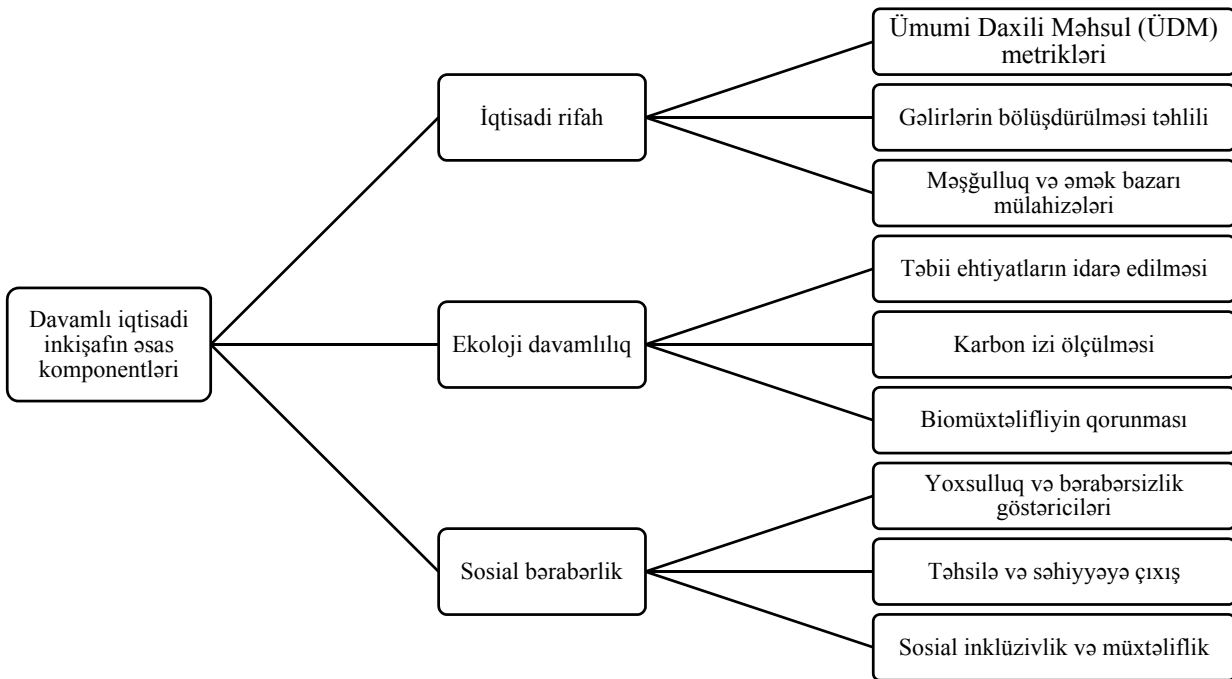 Davamlı iqtisadi
inkişafın əsas
komponentləri
İqtisadi rifah
Ümumi Daxili Məhsul (ÜDM)
metrikləri
Gəlirlərin bölüşdürülməsi təhlili
Məşğulluq və əmək bazarı
mülahizələri
Ekoloji davamlılıq
Təbii ehtiyatların idarə edilməsi
Karbon izi ölçülməsi
Biomüxtəlifliyin qorunması
Sosial bərabərlik
Yoxsulluq və bərabərsizlik
göstəriciləri
Təhsilə və səhiyyəyə çıxış
Sosial inklüzivlik və müxtəliflik